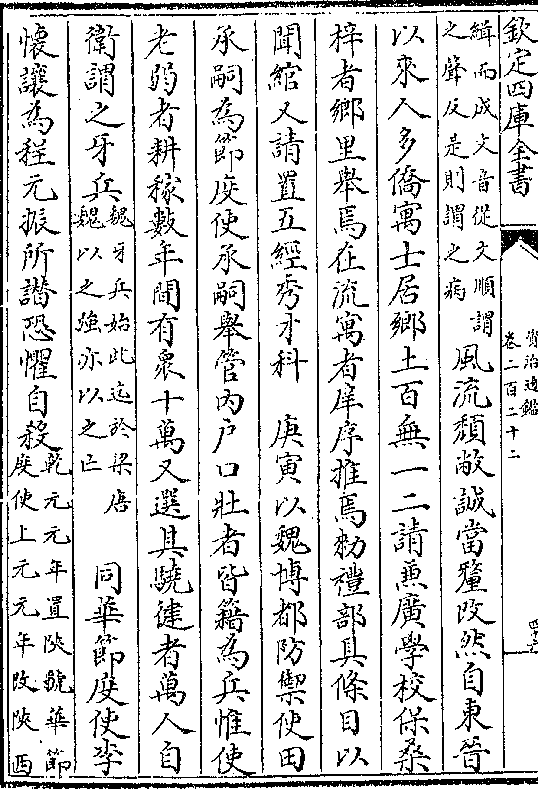 欽定四庫全書
資治通鑑
卷二百二十二
緝而成文音從文順謂
之聲反是則謂之病
風流頹敝誠當釐改然自東晉
以來人多僑寓士居鄉土百無一二請兼廣學校保桑
梓者鄉里舉焉在流寓者庠序推焉勑禮部具條目以
聞綰又請置五經秀才科　庚寅以魏博都防禦使田
承嗣為節度使承嗣舉管內戶口壯者皆籍為兵惟使
老弱者耕稼數年間有衆十萬又選其驍健者萬人自
衛謂之牙兵
魏牙兵始此迄於梁唐
魏以之強亦以之亡
同華節度使李
懷讓為程元振所譖恐懼自殺
乾元元年置陜虢華節
度使上元元年改陜西